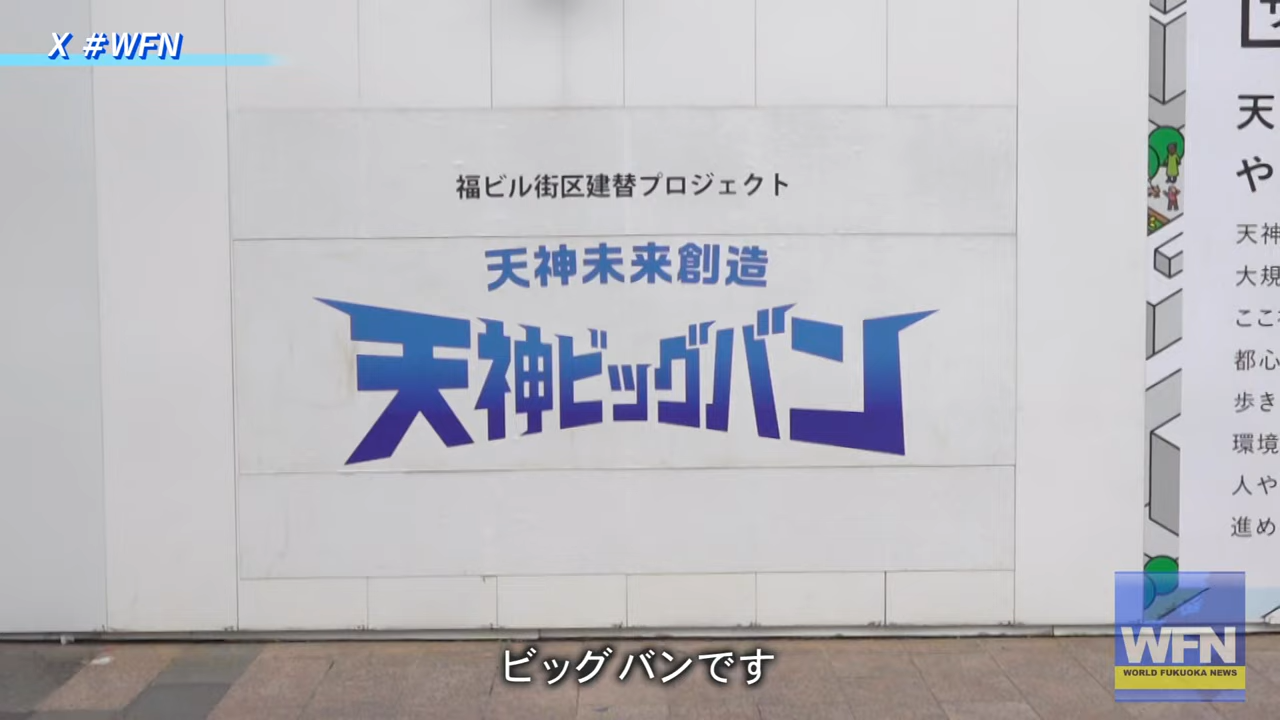 X #WFN
福ビル街区建替プロジェクト
天神未来創造
天神ビッグバン
天
や
天神
大規
ここ
都心
歩き
環境
人や
進め
ビッグバンです
WFN
WORLD FUKUOKA NEWS